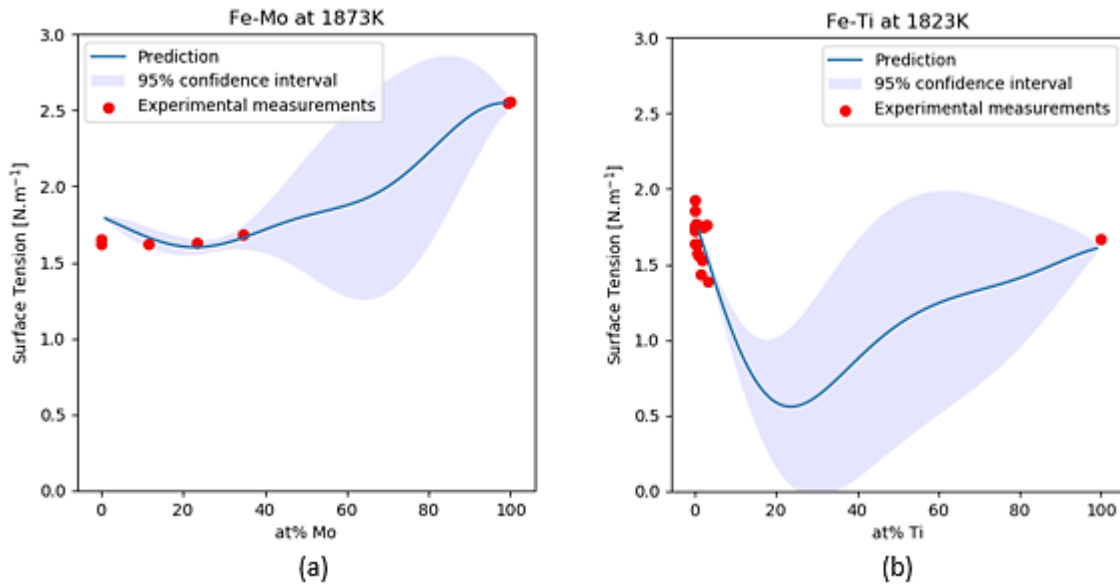 Fe-Mo at 1873K
3.0
2.5
2.0
1.5
1.0
0.5
0.0
Surface Tension [N.m⁻¹]
Prediction
95% confidence interval
Experimental measurements
0 20 40 60 80 100
at% Mo
(a)
Fe-Ti at 1823K
3.0
2.5
2.0
1.5
1.0
0.5
0.0
Surface Tension [N.m⁻¹]
Prediction
95% confidence interval
Experimental measurements
0 20 40 60 80 100
at% Ti
(b)